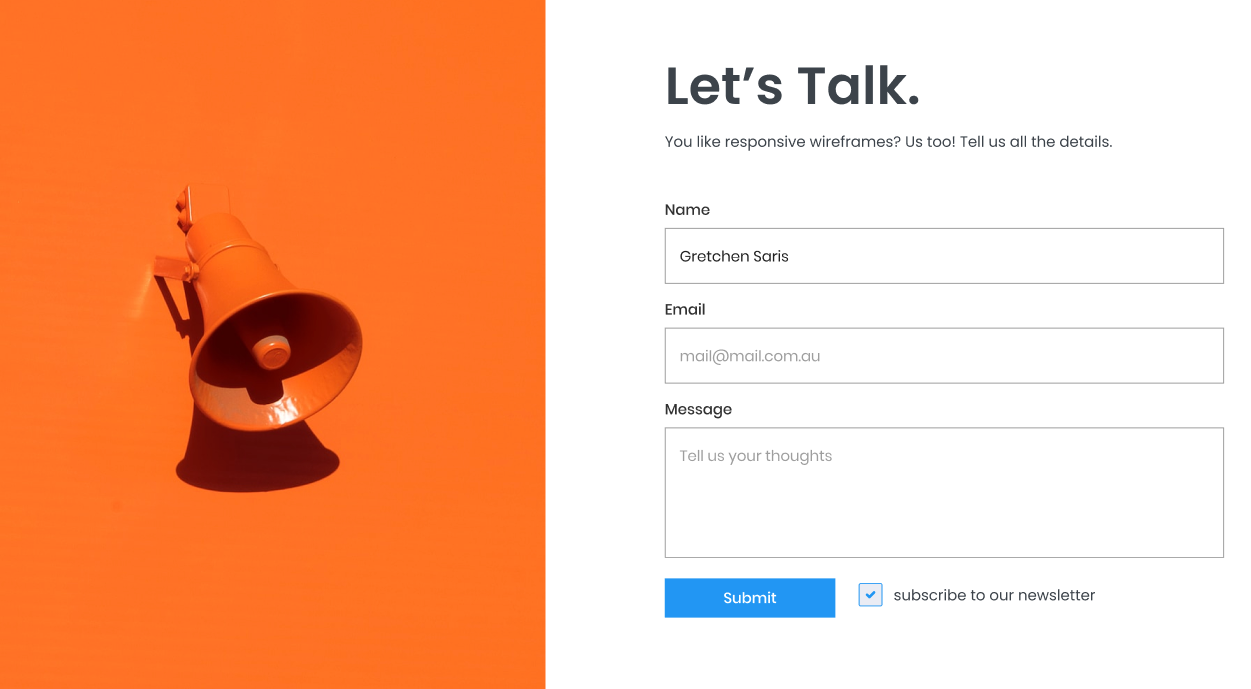 Let’s Talk.
You like responsive wireframes? Us too! Tell us all the details.
Name
Gretchen Saris
Email
mail@mail.com.au
Message
Tell us your thoughts
Submit
subscribe to our newsletter